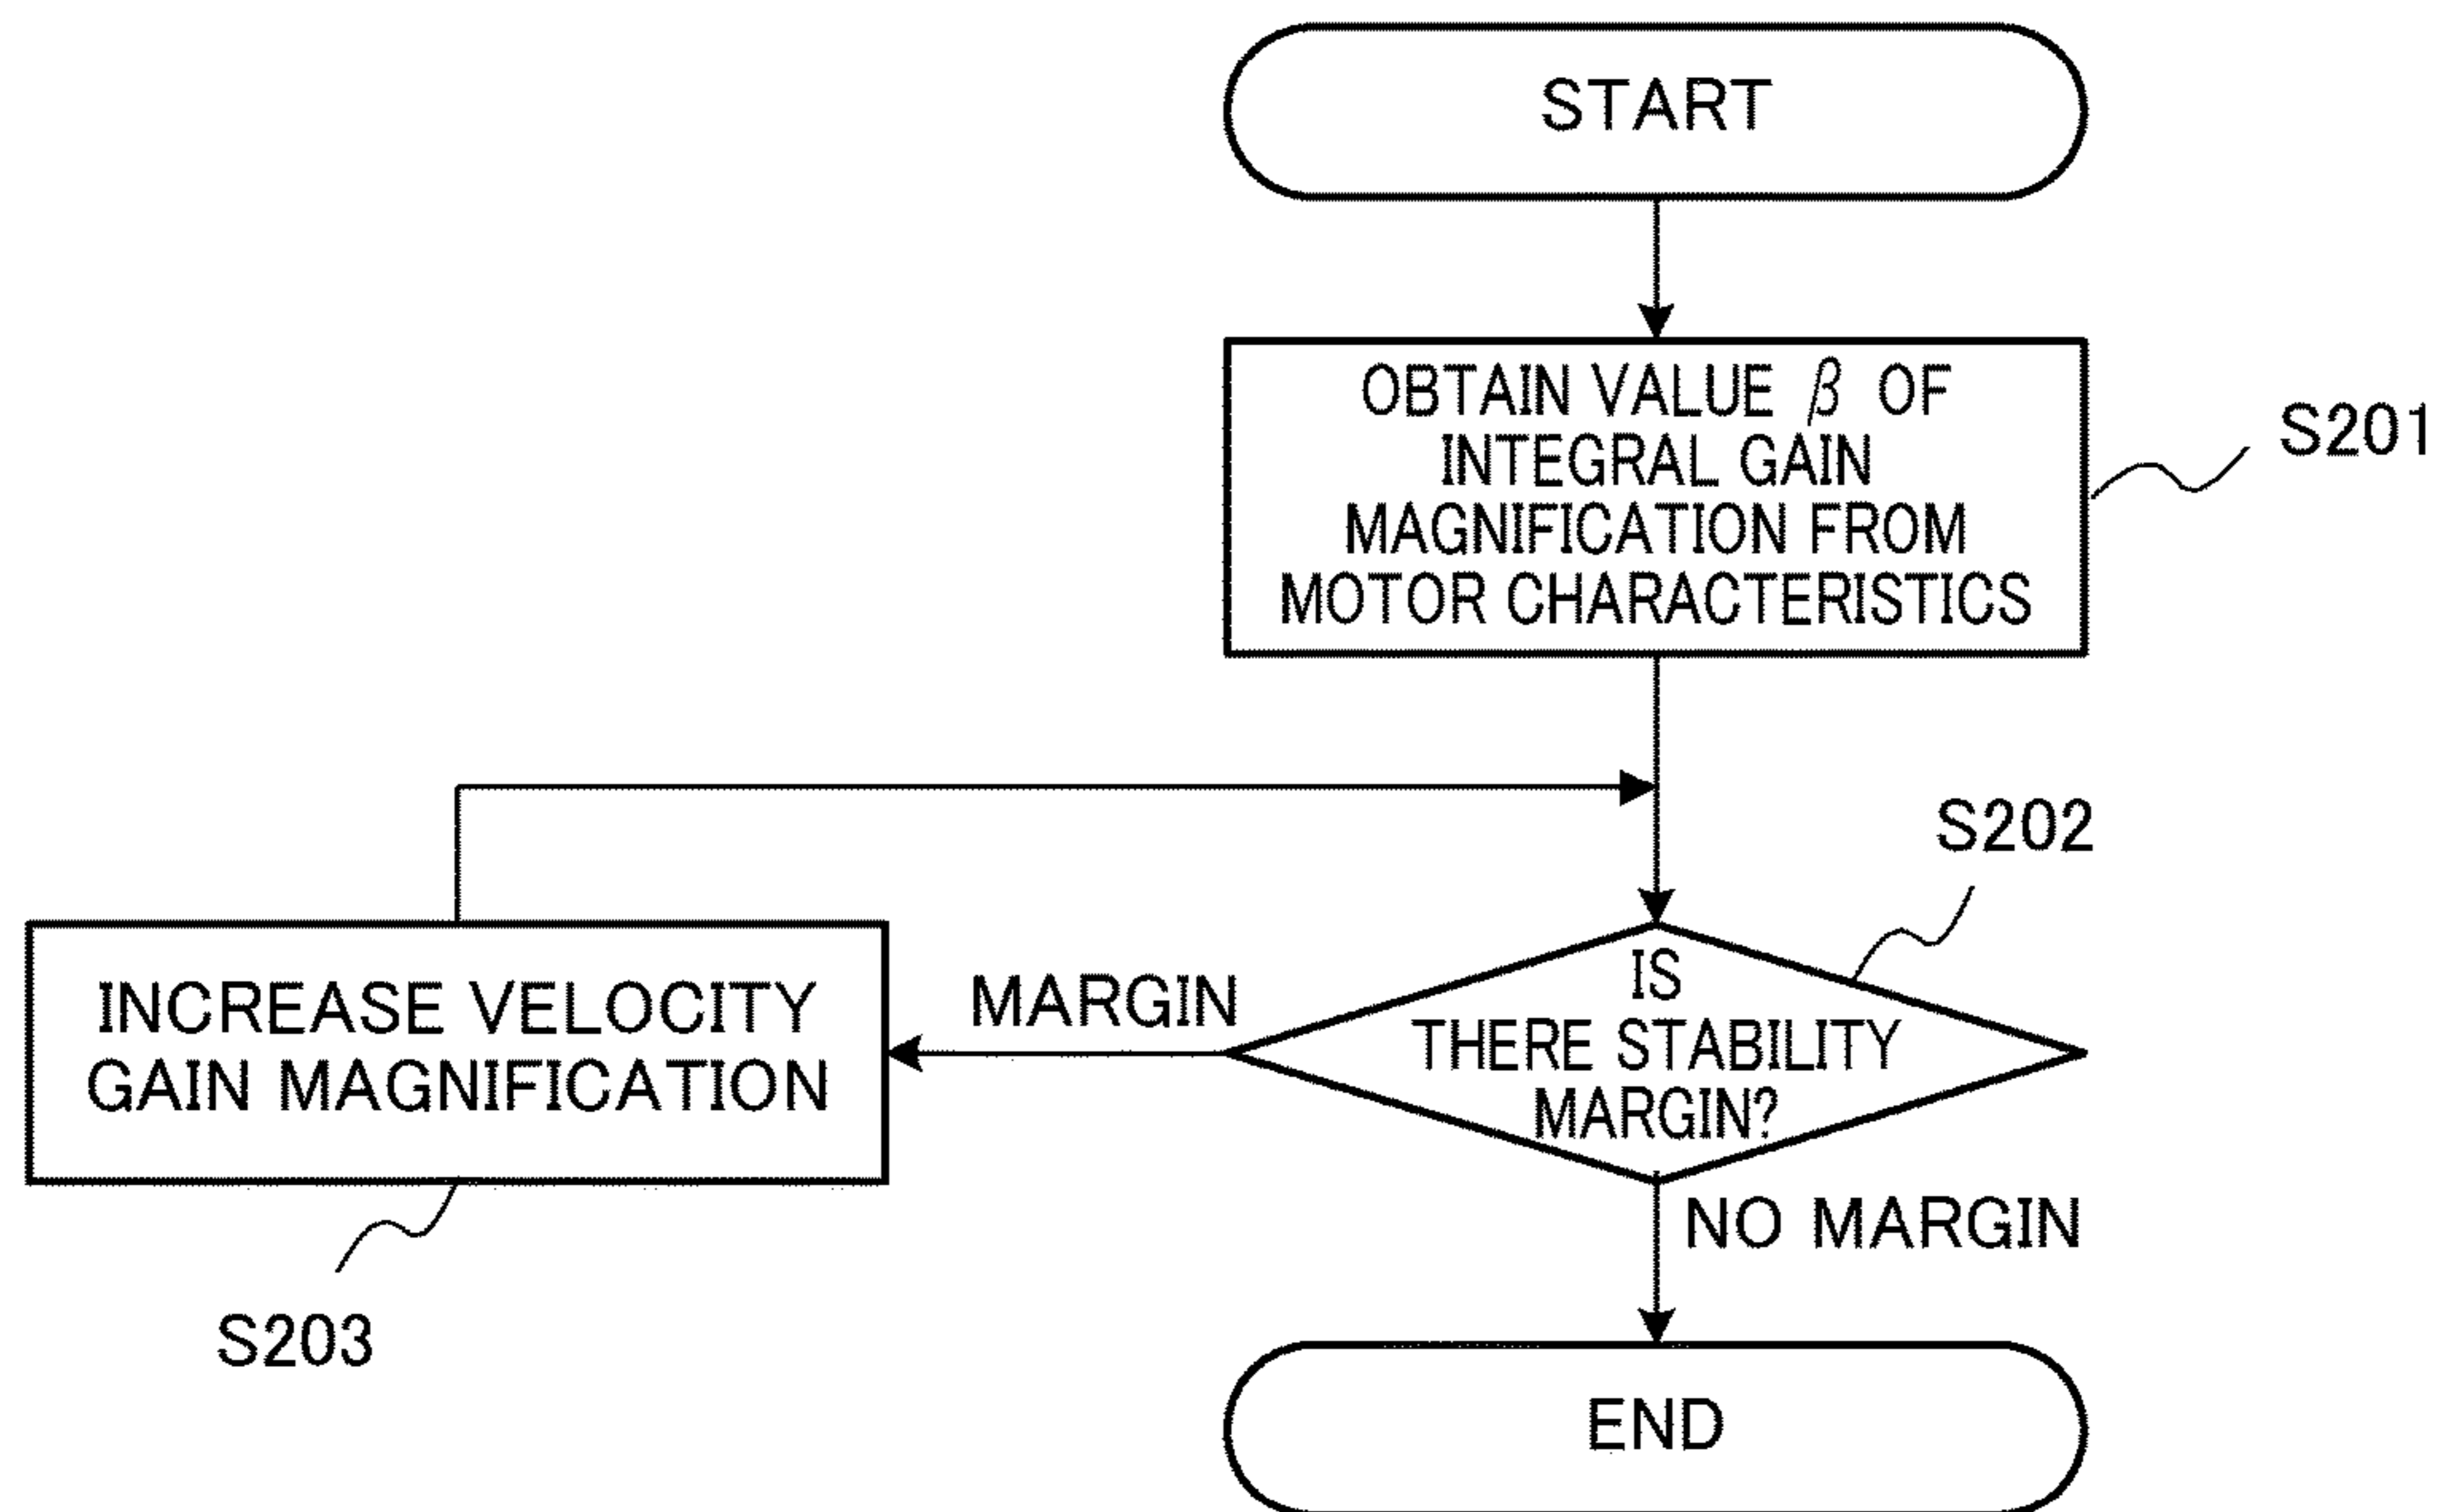 START
OBTAIN VALUE β OF
INTEGRAL GAIN
MAGNIFICATION FROM
MOTOR CHARACTERISTICS
S201
S202
IS
THERE STABILITY
MARGIN?
MARGIN
INCREASE VELOCITY
GAIN MAGNIFICATION
S203
NO MARGIN
END